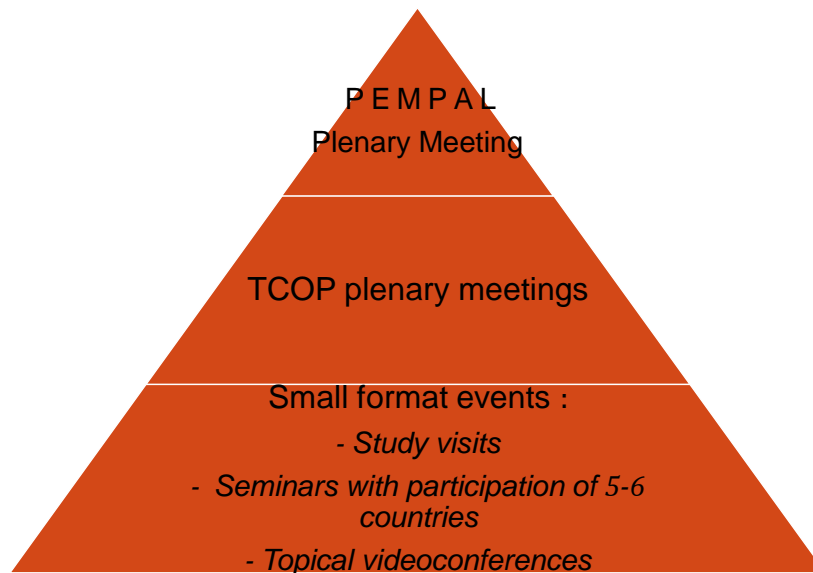 P E M P A L
Plenary Meeting
TCOP plenary meetings
Small format events :
- Study visits
- Seminars with participation of 5-6
countries
- Topical videoconferences